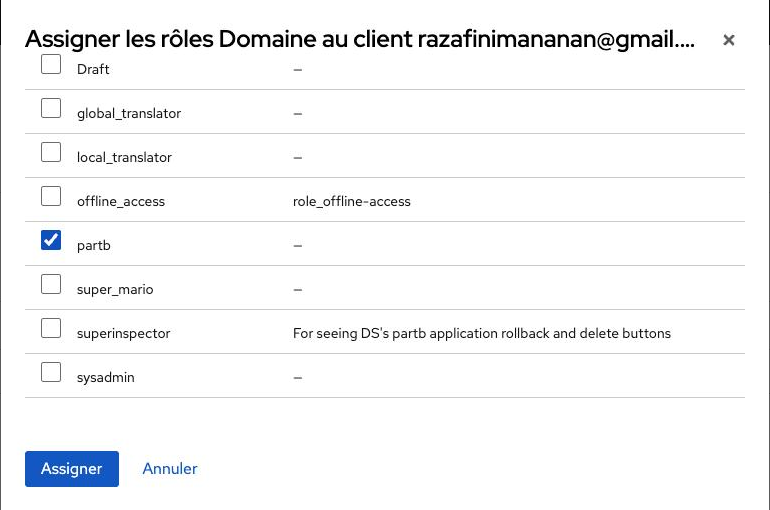 Assigner les rôles Domaine au client razafinimananan@gmail.... ×
Draft –
global_translator –
local_translator –
offline_access role_offline-access
partb –
super_mario –
superinspector For seeing DS's partb application rollback and delete buttons
sysadmin –
Assigner Annuler